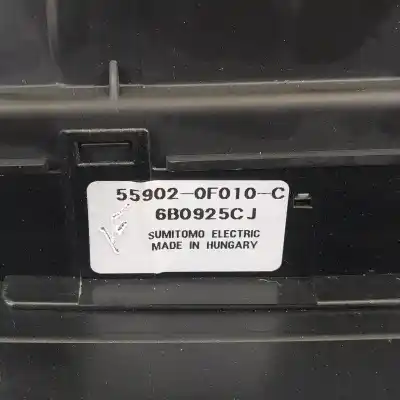 55902-0F010-C
6B0925CJ
SUMITOMO ELECTRIC
MADE IN HUNGARY